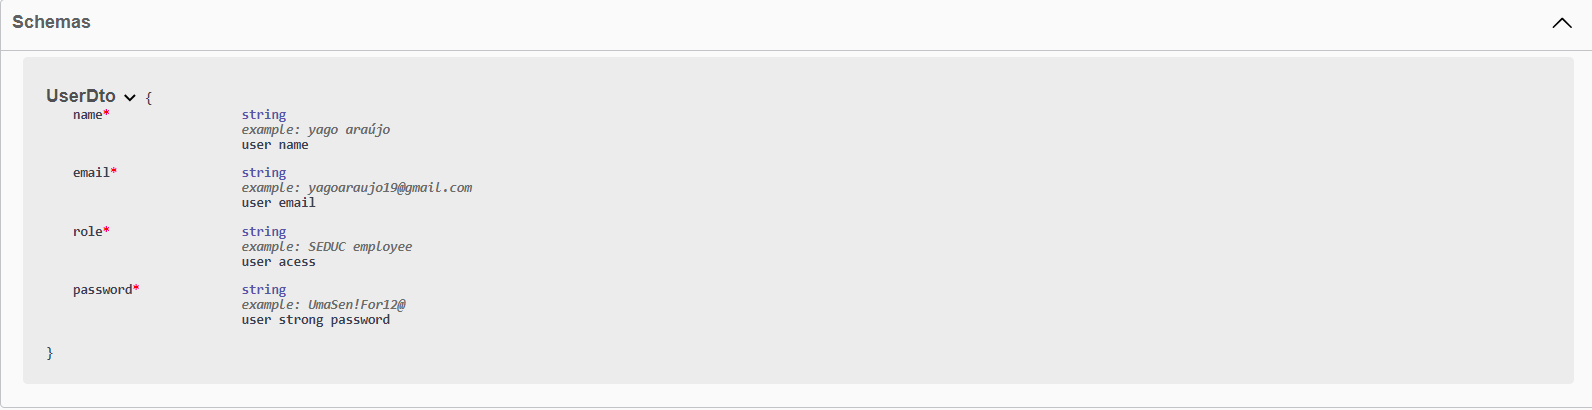 Schemas
UserDto {
name* string
example: yago araújo
user name
email* string
example: yagoaraujo19@gmail.com
user email
role* string
example: SEDUC employee
user acess
password* string
example: UmaSen!For12@
user strong password
}